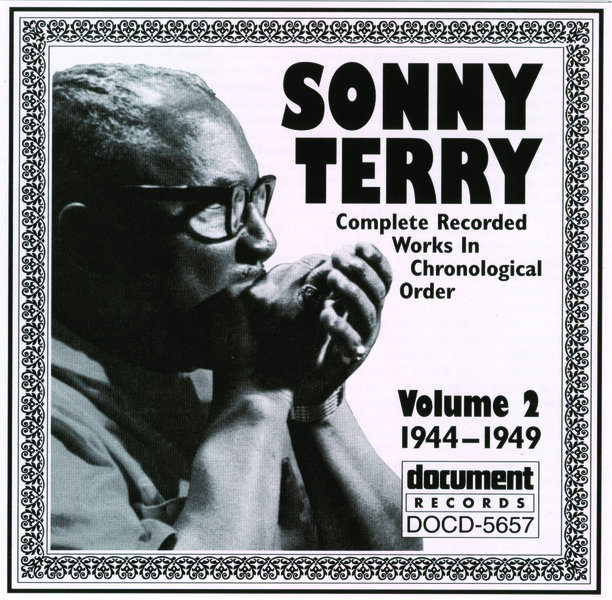 SONNY
TERRY
Complete Recorded
Works In
Chronological
Order
Volume 2
1944–1949
document
RECORDS
DOCD-5657